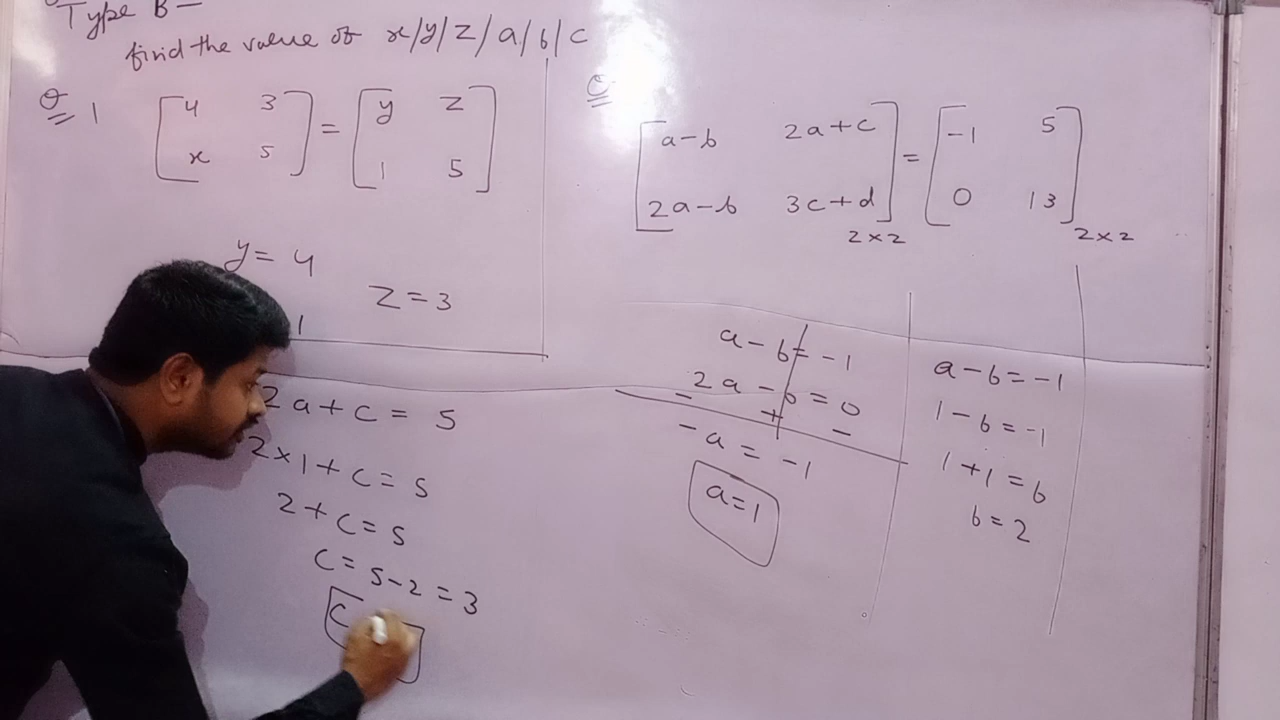 Type B-
find the value of x/y/z/a/b/c
Q 1 [4 3 x 5] = [y z 1 5]
y = 4
z = 3
1
Q
[a-b 2a+c 2a-b 3c+d]2×2 = [-1 5 0 13]2×2
a - b = -1
2a - b = 0
- + -
-a = -1
a=1
a-b=-1
1-b=-1
1+1=b
b=2
2a+c = 5
2×1+c=5
2+c=5
c=5-2=3
c